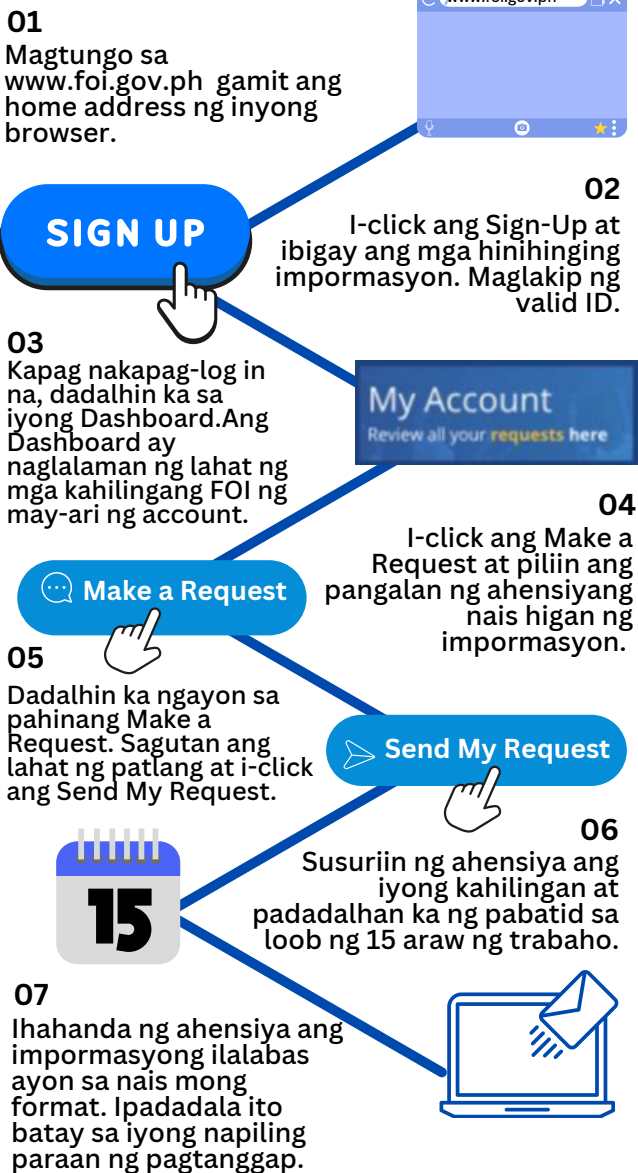 www.foi.gov.ph
01
Magtungo sa
www.foi.gov.ph gamit ang
home address ng inyong
browser.
SIGN UP
02
I-click ang Sign-Up at
ibigay ang mga hinihinging
impormasyon. Maglakip ng
valid ID.
03
Kapag nakapag-log in
na, dadalhin ka sa
iyong Dashboard.Ang
Dashboard ay
naglalaman ng lahat ng
mga kahilingang FOI ng
may-ari ng account.
My Account
Review all your requests here
04
I-click ang Make a
Request at piliin ang
pangalan ng ahensiyang
nais higan ng
impormasyon.
Make a Request
05
Dadalhin ka ngayon sa
pahinang Make a
Request. Sagutan ang
lahat ng patlang at i-click
ang Send My Request.
Send My Request
06
Susuriin ng ahensiya ang
iyong kahilingan at
padadalhan ka ng pabatid sa
loob ng 15 araw ng trabaho.
15
07
Ihahanda ng ahensiya ang
impormasyong ilalabas
ayon sa nais mong
format. Ipadadala ito
batay sa iyong napiling
paraan ng pagtanggap.